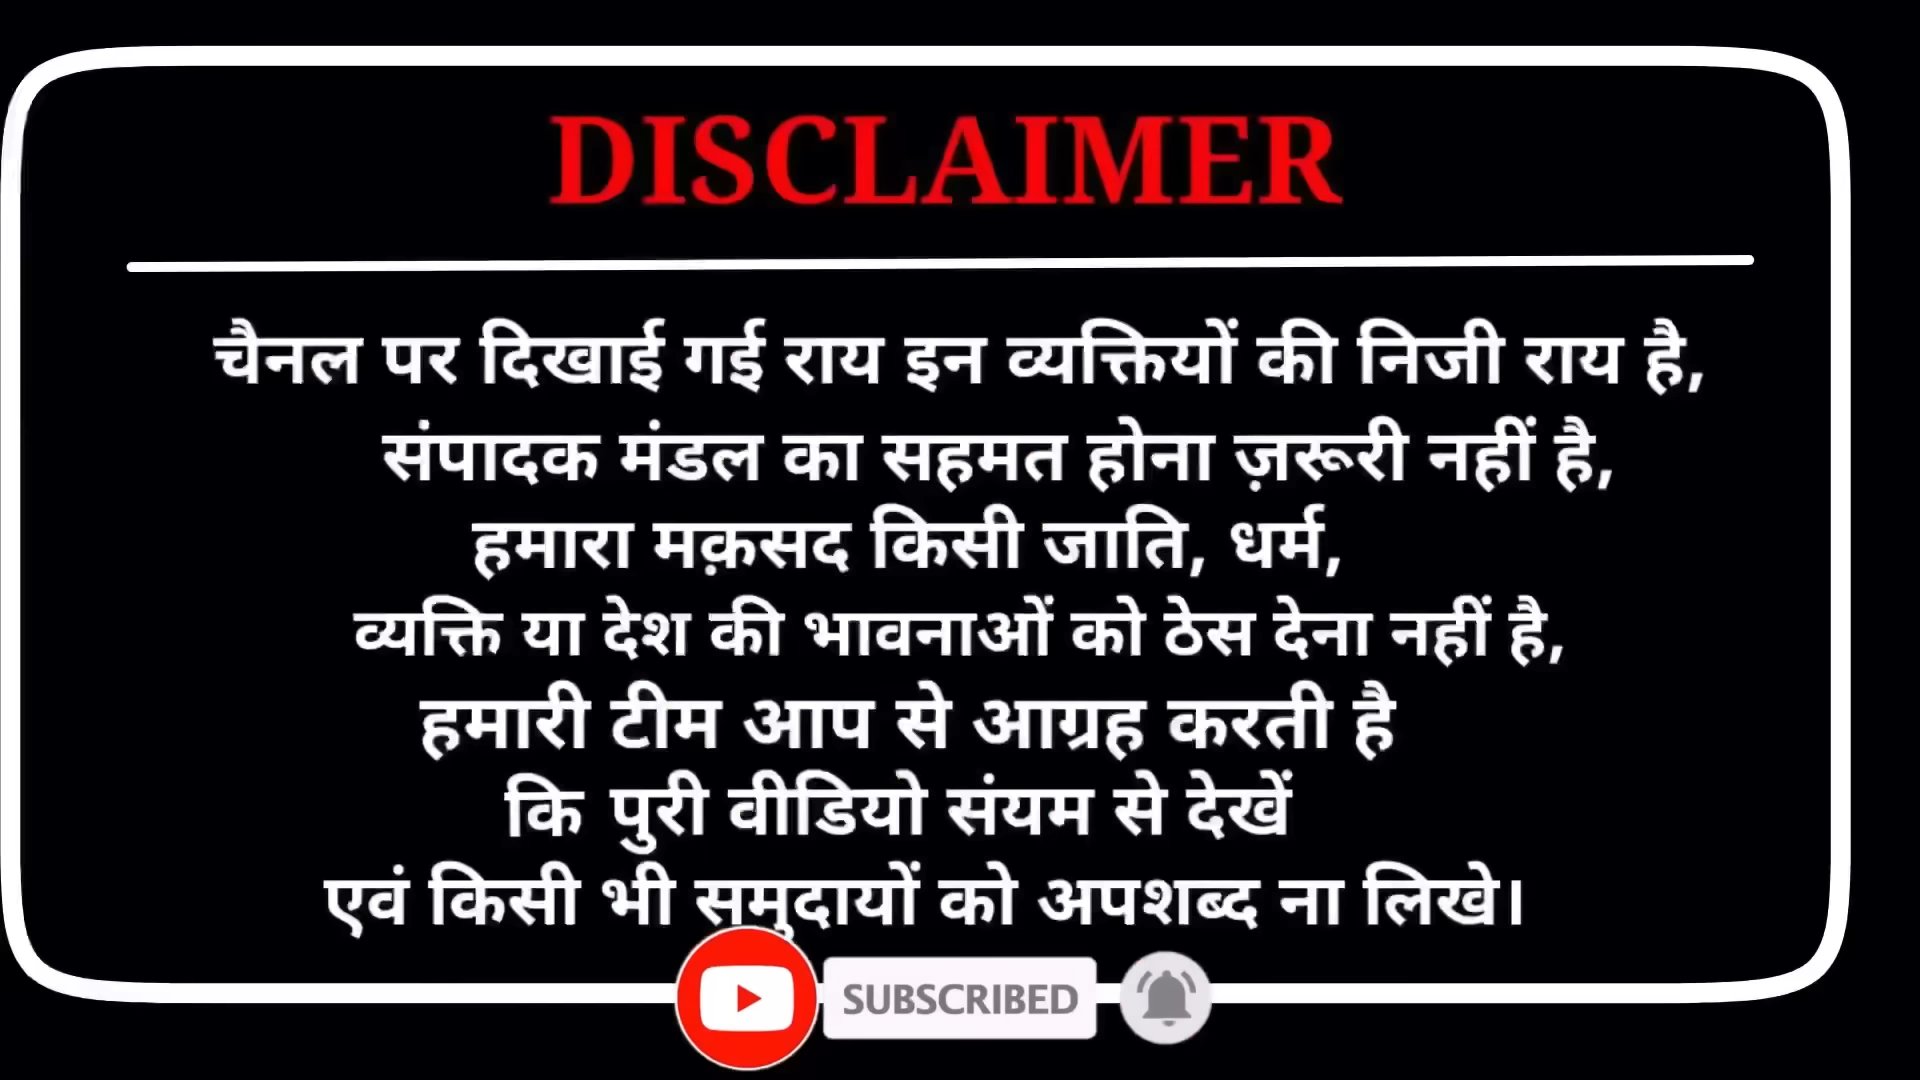 DISCLAIMER
चैनल पर दिखाई गई राय इन व्यक्तियों की निजी राय है,
संपादक मंडल का सहमत होना ज़रूरी नहीं है,
हमारा मक़सद किसी जाति, धर्म,
व्यक्ति या देश की भावनाओं को ठेस देना नहीं है,
हमारी टीम आप से आग्रह करती है
कि पुरी वीडियो संयम से देखें
एवं किसी भी समुदायों को अपशब्द ना लिखे।
SUBSCRIBED